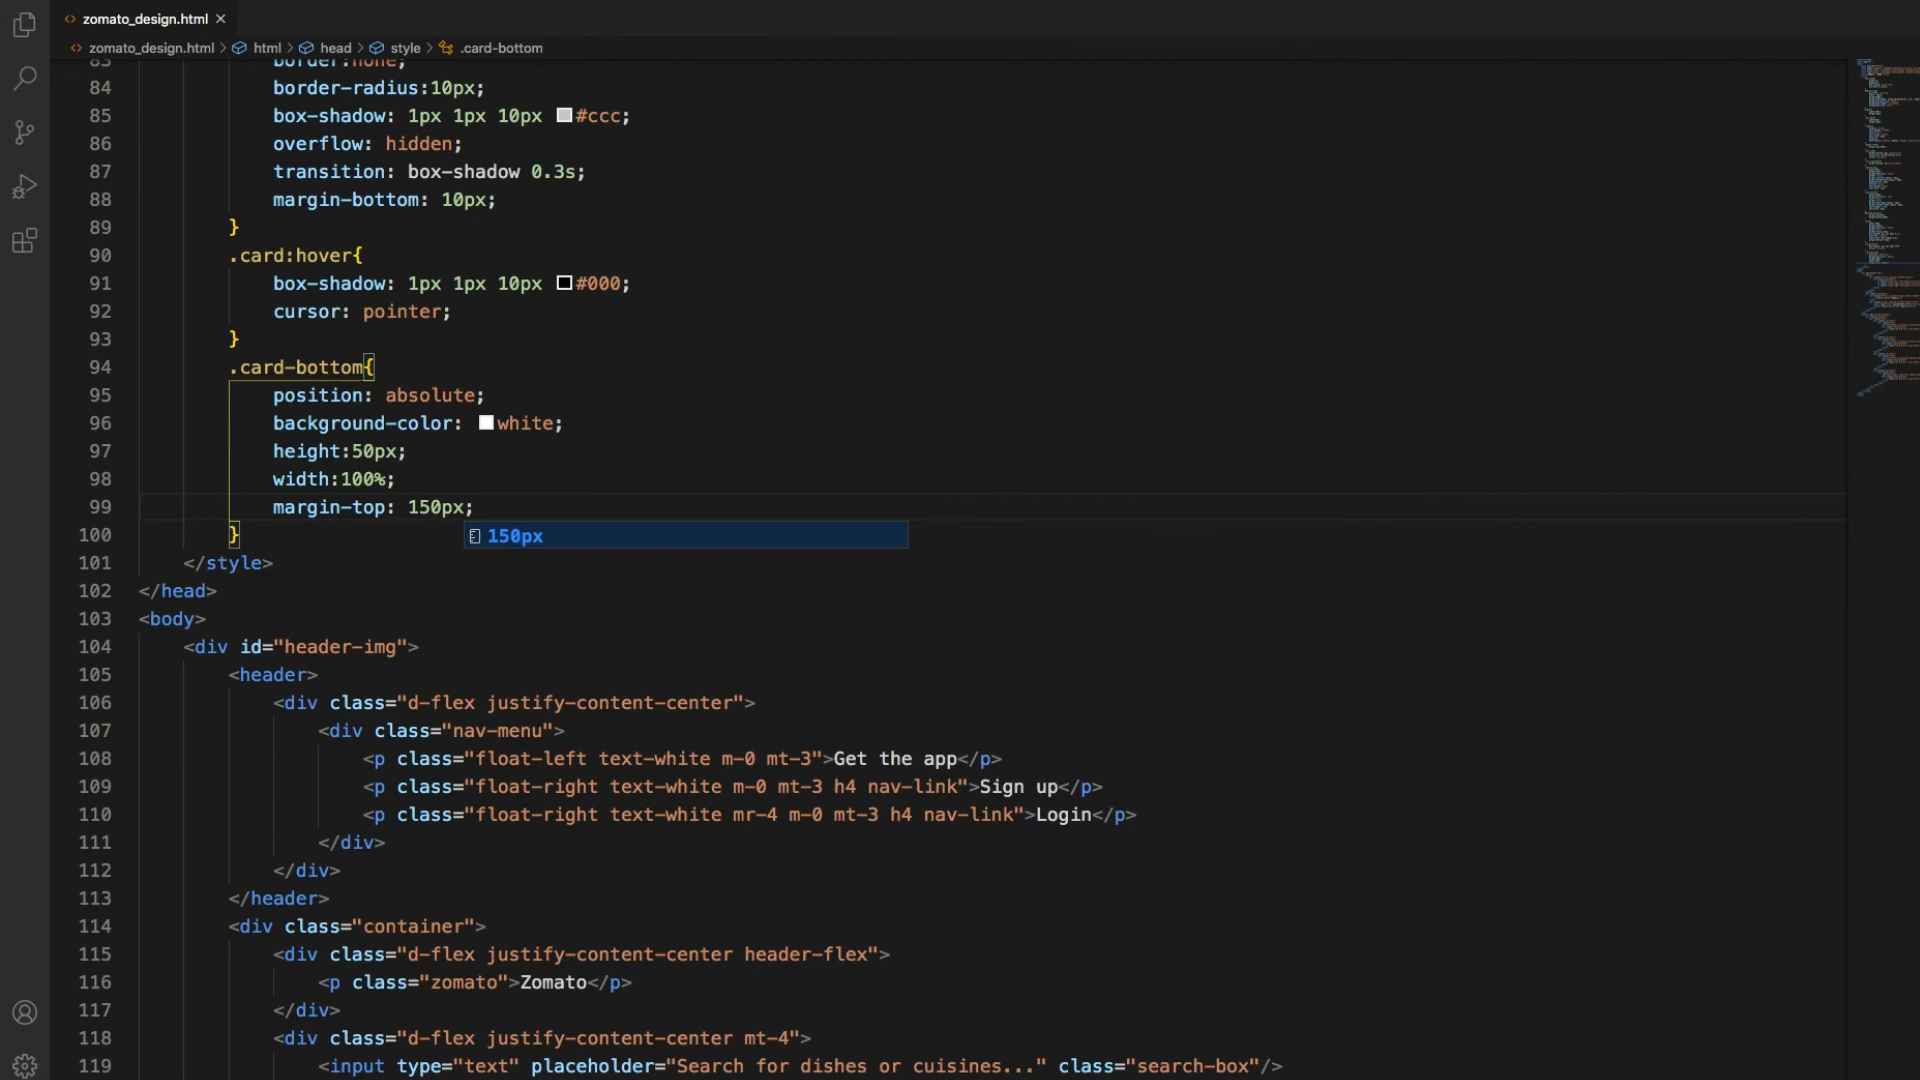 zomato_design.html
zomato_design.html > html > head > style > .card-bottom
83 border:none;
84 border-radius:10px;
85 box-shadow: 1px 1px 10px #ccc;
86 overflow: hidden;
87 transition: box-shadow 0.3s;
88 margin-bottom: 10px;
89 }
90 .card:hover{
91 box-shadow: 1px 1px 10px #000;
92 cursor: pointer;
93 }
94 .card-bottom{
95 position: absolute;
96 background-color: white;
97 height:50px;
98 width:100%;
99 margin-top: 150px;
100 }
150px
101 </style>
102 </head>
103 <body>
104 <div id="header-img">
105 <header>
106 <div class="d-flex justify-content-center">
107 <div class="nav-menu">
108 <p class="float-left text-white m-0 mt-3">Get the app</p>
109 <p class="float-right text-white m-0 mt-3 h4 nav-link">Sign up</p>
110 <p class="float-right text-white mr-4 m-0 mt-3 h4 nav-link">Login</p>
111 </div>
112 </div>
113 </header>
114 <div class="container">
115 <div class="d-flex justify-content-center header-flex">
116 <p class="zomato">Zomato</p>
117 </div>
118 <div class="d-flex justify-content-center mt-4">
119 <input type="text" placeholder="Search for dishes or cuisines..." class="search-box"/>